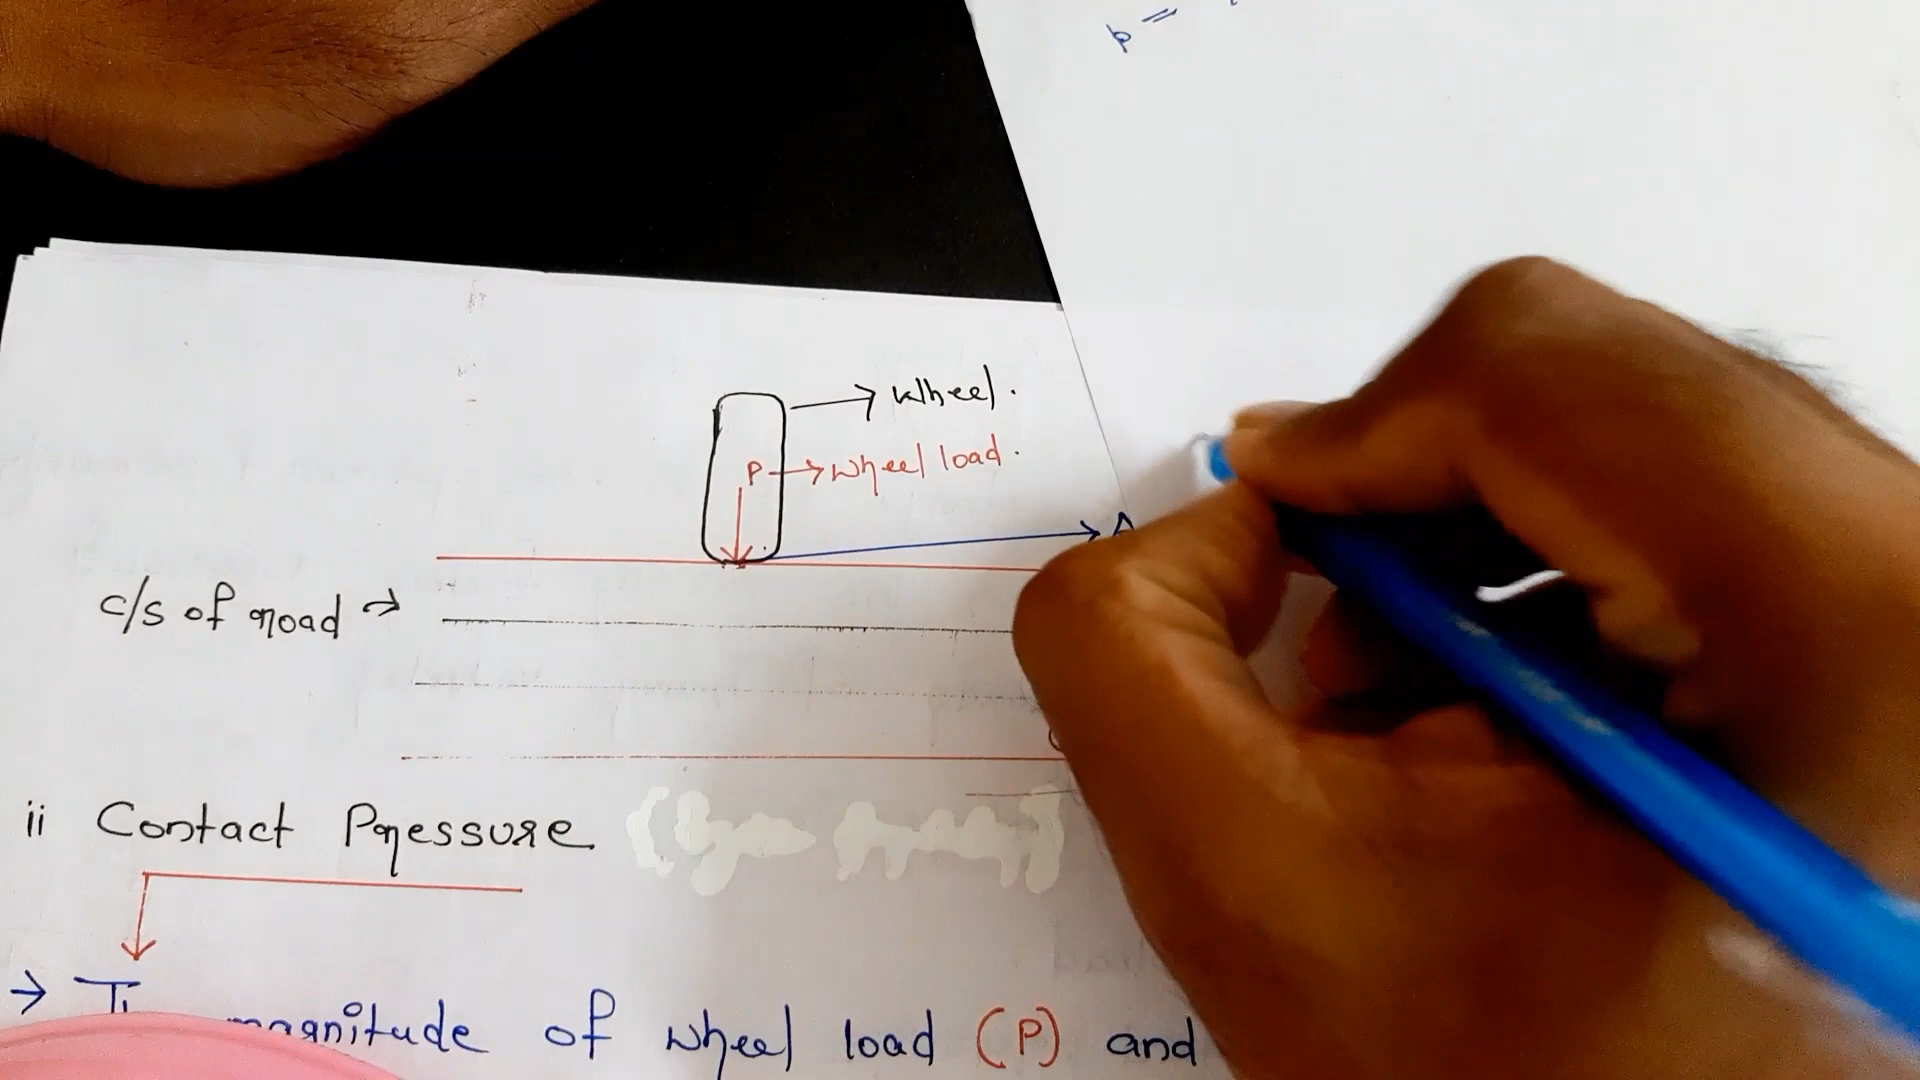 p =
→ Wheel.
P → Wheel load.
→ A
c/s of road →
ii Contact Pressure
→ magnitude of wheel load (P) and